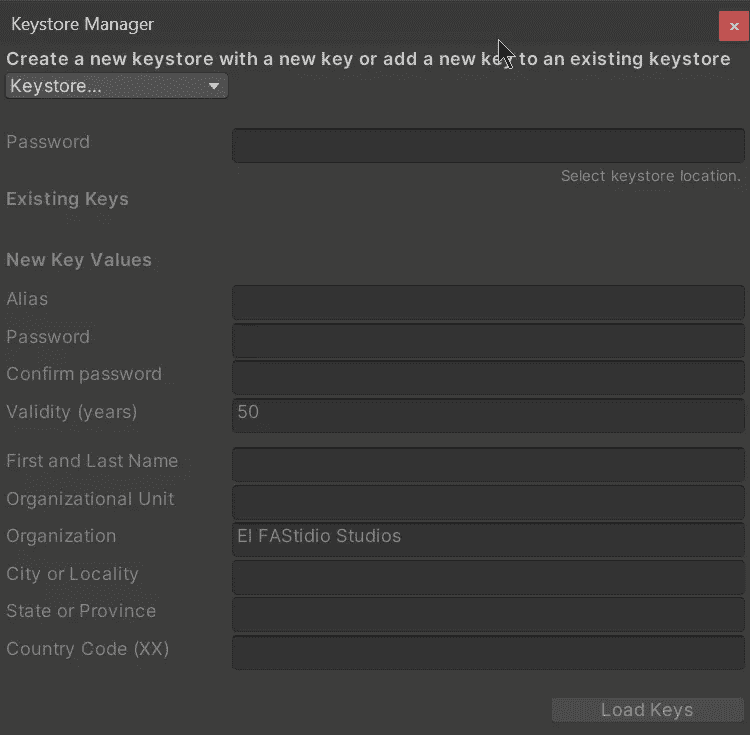 Keystore Manager
Create a new keystore with a new key or add a new key to an existing keystore
Keystore...
Password
Select keystore location.
Existing Keys
New Key Values
Alias
Password
Confirm password
Validity (years) 50
First and Last Name
Organizational Unit
Organization El FAStidio Studios
City or Locality
State or Province
Country Code (XX)
Load Keys